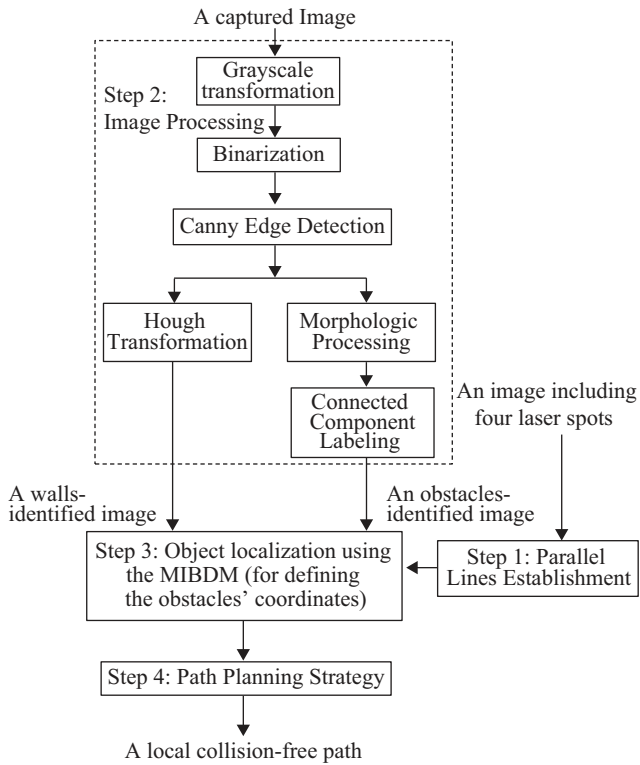 A captured Image
Grayscale
transformation
Step 2:
Image Processing
Binarization
Canny Edge Detection
Hough
Transformation
Morphologic
Processing
Connected
Component
Labeling
An image including
four laser spots
A walls-
identified image
An obstacles-
identified image
Step 3: Object localization using
the MIBDM (for defining
the obstacles’ coordinates)
Step 1: Parallel
Lines Establishment
Step 4: Path Planning Strategy
A local collision-free path